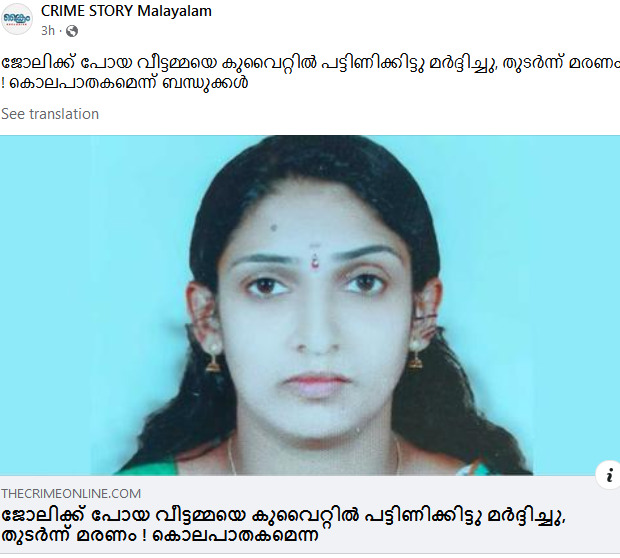 CRIME STORY Malayalam
3h ·
ജോലിക്ക് പോയ വീട്ടമ്മയെ കുവൈറ്റിൽ പട്ടിണിക്കിട്ടു മർദ്ദിച്ചു, തുടർന്ന് മരണം
! കൊലപാതകമെന്ന് ബന്ധുക്കൾ
See translation
THECRIMEONLINE.COM
ജോലിക്ക് പോയ വീട്ടമ്മയെ കുവൈറ്റിൽ പട്ടിണിക്കിട്ടു മർദ്ദിച്ചു,
തുടർന്ന് മരണം ! കൊലപാതകമെന്ന